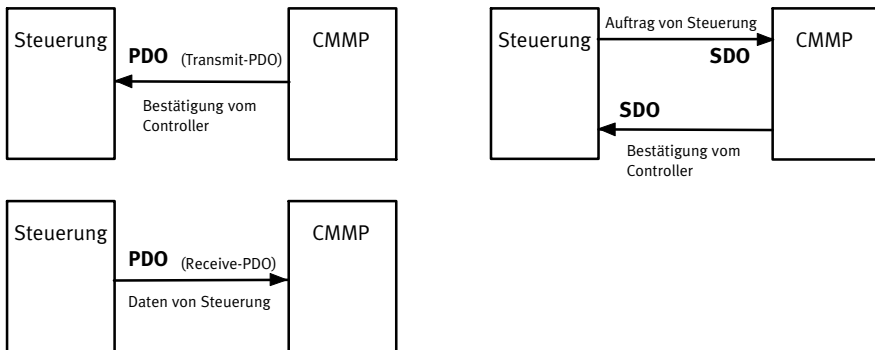 Steuerung
CMMP
PDO (Transmit-PDO)
Bestätigung vom
Controller
Steuerung
CMMP
Auftrag von Steuerung
SDO
SDO
Bestätigung vom
Controller
Steuerung
CMMP
PDO (Receive-PDO)
Daten von Steuerung